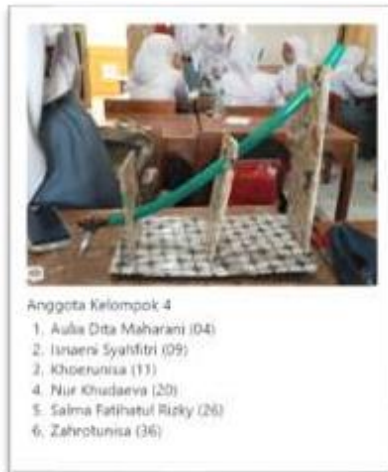 Anggota Kelompok 4
1. Aulia Dita Maharani (04)
2. Isnaeni Syahfitri (09)
3. Khoerunisa (11)
4. Nur Khudaeva (20)
5. Salma Fatihatul Rizky (26)
6. Zahrotunisa (36)